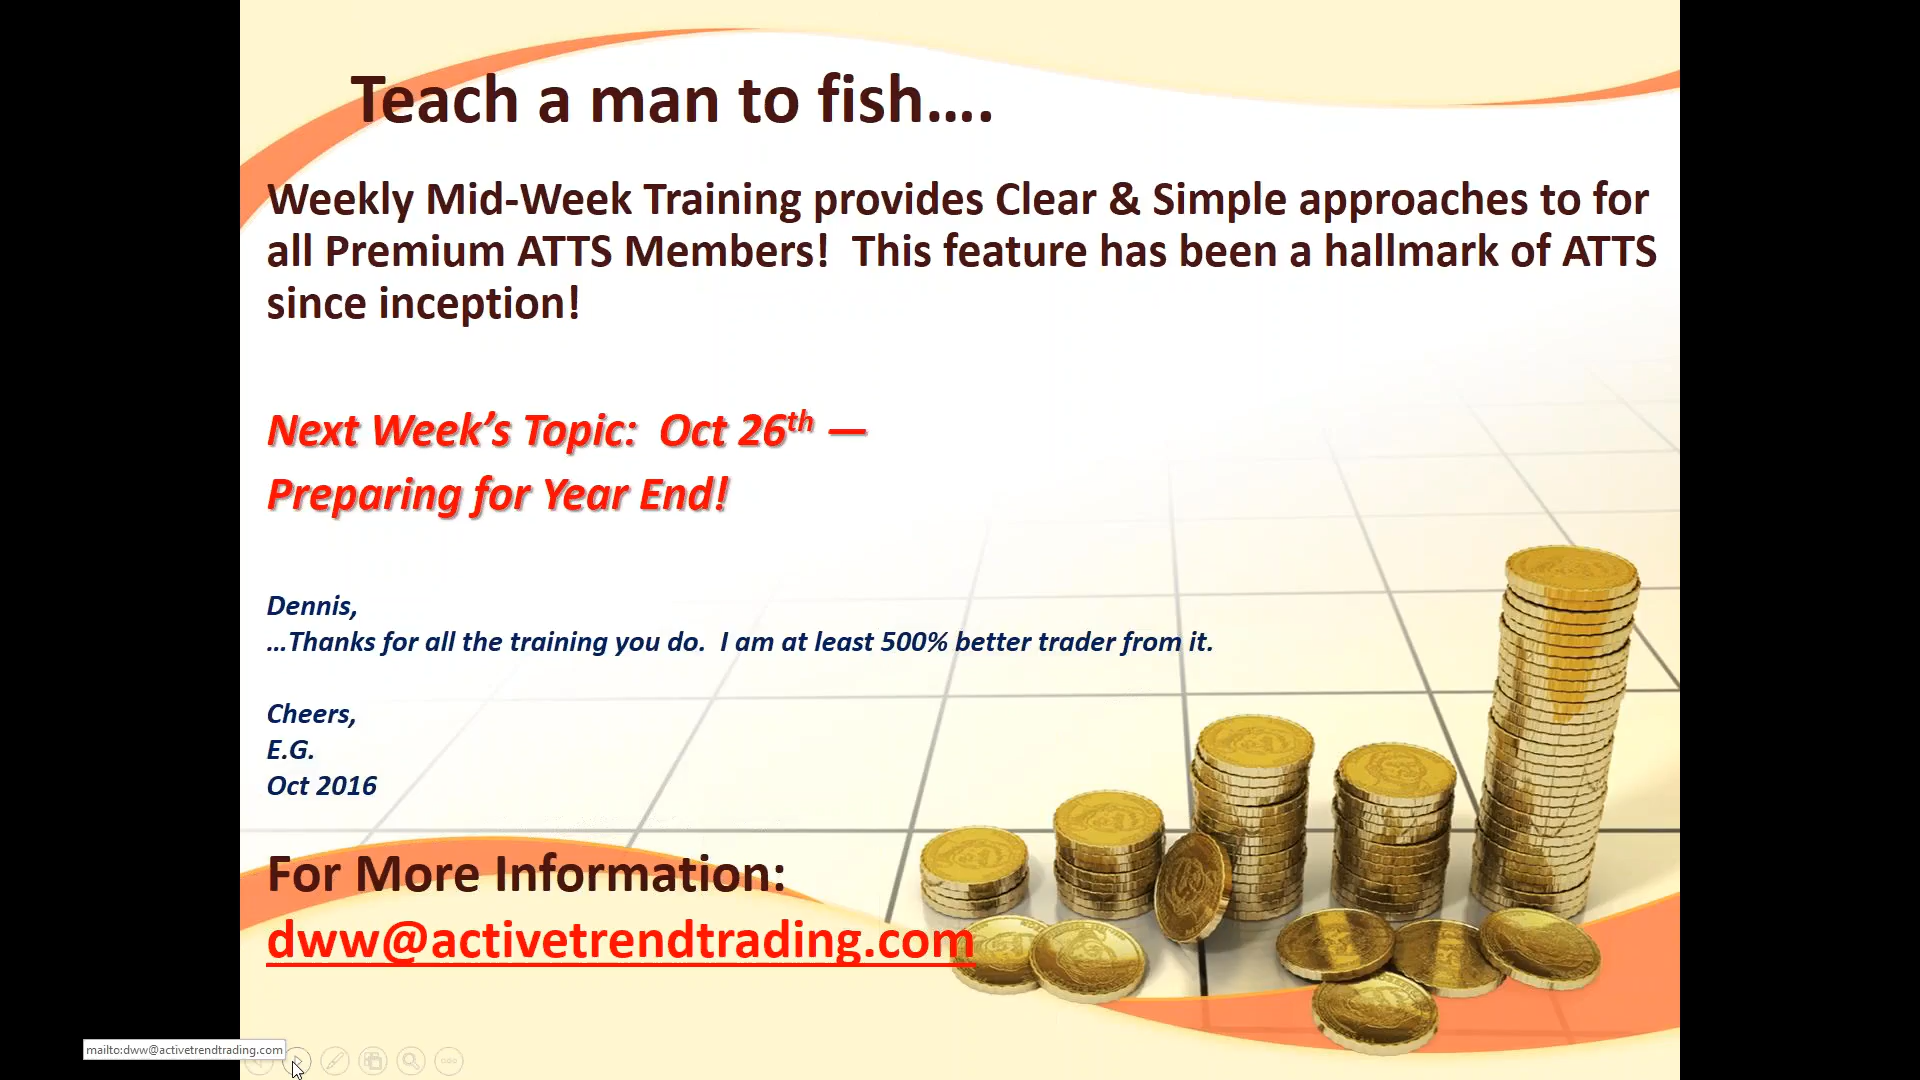 Teach a man to fish....
Weekly Mid-Week Training provides Clear & Simple approaches to for
all Premium ATTS Members!  This feature has been a hallmark of ATTS
since inception!
Next Week’s Topic:  Oct 26th —
Preparing for Year End!
Dennis,
...Thanks for all the training you do.  I am at least 500% better trader from it.
Cheers,
E.G.
Oct 2016
For More Information:
dww@activetrendtrading.com
mailto:dww@activetrendtrading.com